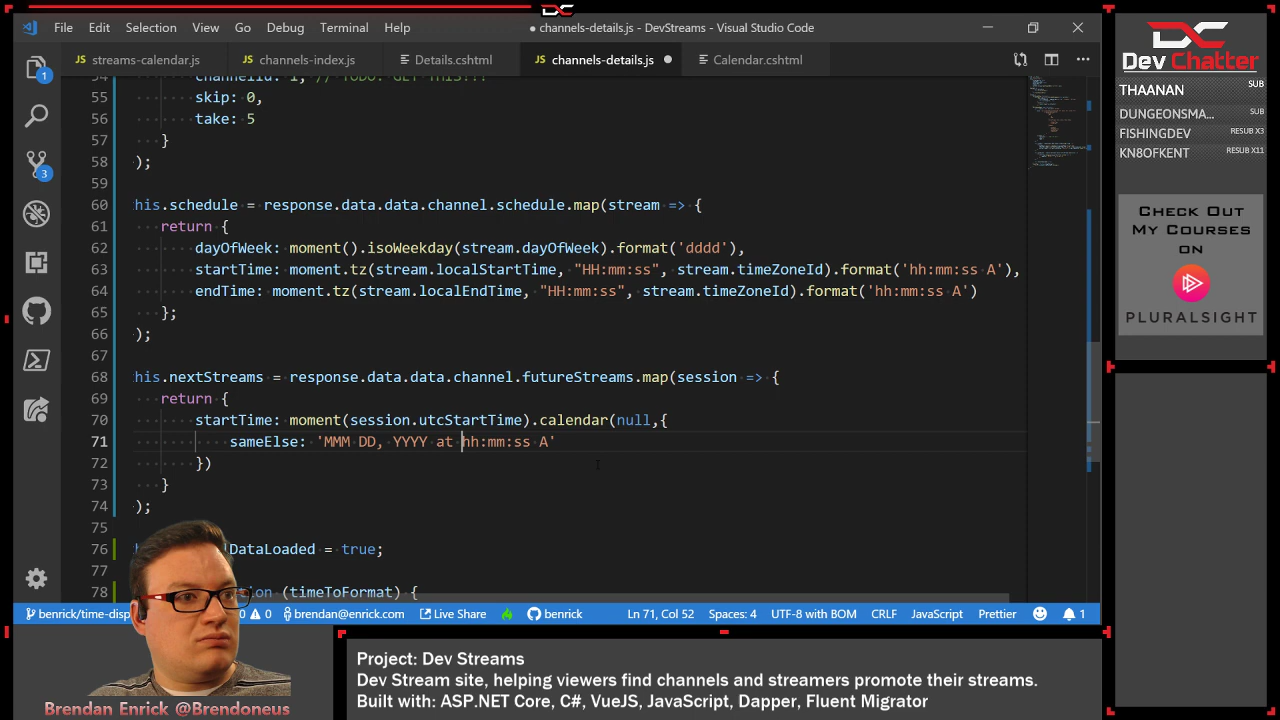 File Edit Selection View Go Debug Terminal Help
● channels-details.js - DevStreams - Visual Studio Code
JS streams-calendar.js
JS channels-index.js
Details.cshtml
JS channels-details.js ●
Calendar.cshtml
1
3
55 skip: 0,
56 take: 5
57 }
58 );
59
60 his.schedule = response.data.data.channel.schedule.map(stream => {
61 return {
62 dayOfWeek: moment().isoWeekday(stream.dayOfWeek).format('dddd'),
63 startTime: moment.tz(stream.localStartTime, "HH:mm:ss", stream.timeZoneId).format('hh:mm:ss A'),
64 endTime: moment.tz(stream.localEndTime, "HH:mm:ss", stream.timeZoneId).format('hh:mm:ss A')
65 };
66 );
67
68 his.nextStreams = response.data.data.channel.futureStreams.map(session => {
69 return {
70 startTime: moment(session.utcStartTime).calendar(null,{
71 sameElse: 'MMM DD, YYYY at hh:mm:ss A'
72 })
73 }
74 );
75
76 lDataLoaded = true;
77
78 (timeToFormat) {
benrick/time-disp
0 0 brendan@enrick.com Live Share benrick Ln 71, Col 52 Spaces: 4 UTF-8 with BOM CRLF JavaScript Prettier 1
Brendan Enrick @Brendoneus
Project: Dev Streams
Dev Stream site, helping viewers find channels and streamers promote their streams.
Built with: ASP.NET Core, C#, VueJS, JavaScript, Dapper, Fluent Migrator
Dev Chatter
THAANAN SUB
DUNGEONSMA... SUB
FISHINGDEV RESUB X3
KN8OFKENT RESUB X11
CHECK OUT
MY COURSES
ON
PLURALSIGHT